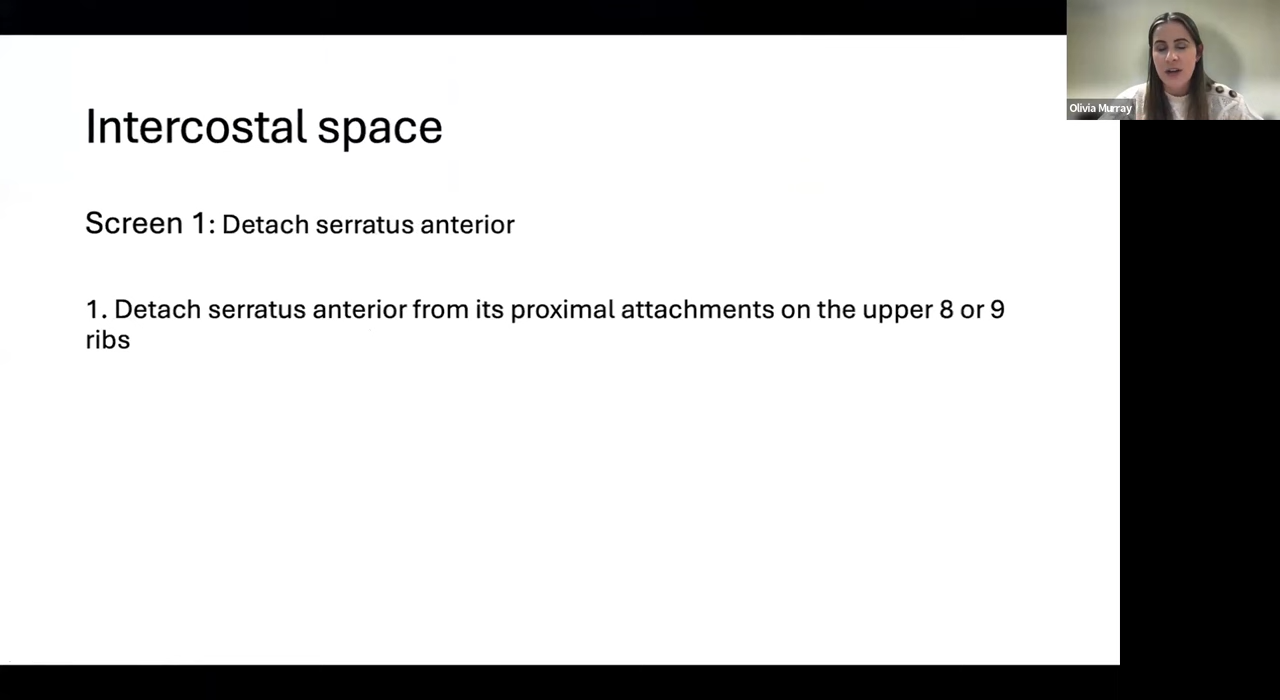 Olivia Murray
Intercostal space
Screen 1: Detach serratus anterior
1. Detach serratus anterior from its proximal attachments on the upper 8 or 9
ribs